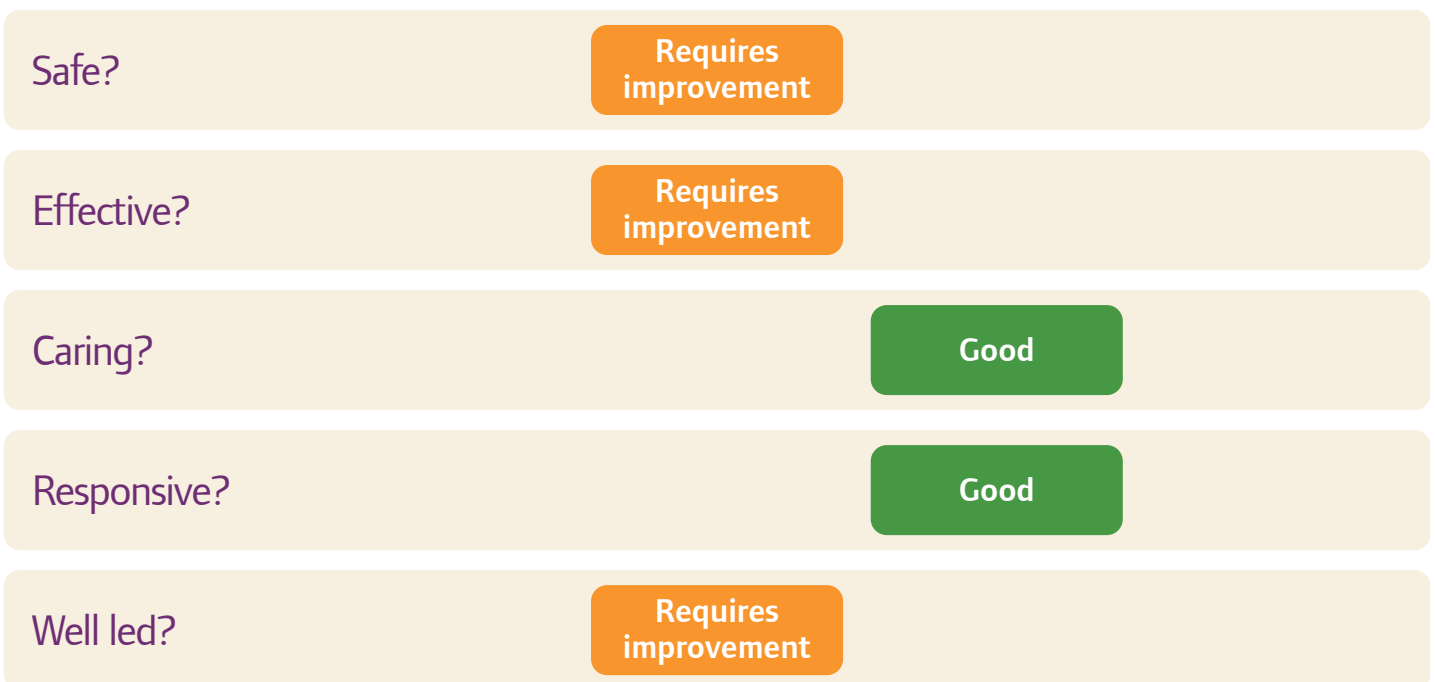 Safe?
Requires
improvement
Effective?
Requires
improvement
Caring?
Good
Responsive?
Good
Well led?
Requires
improvement